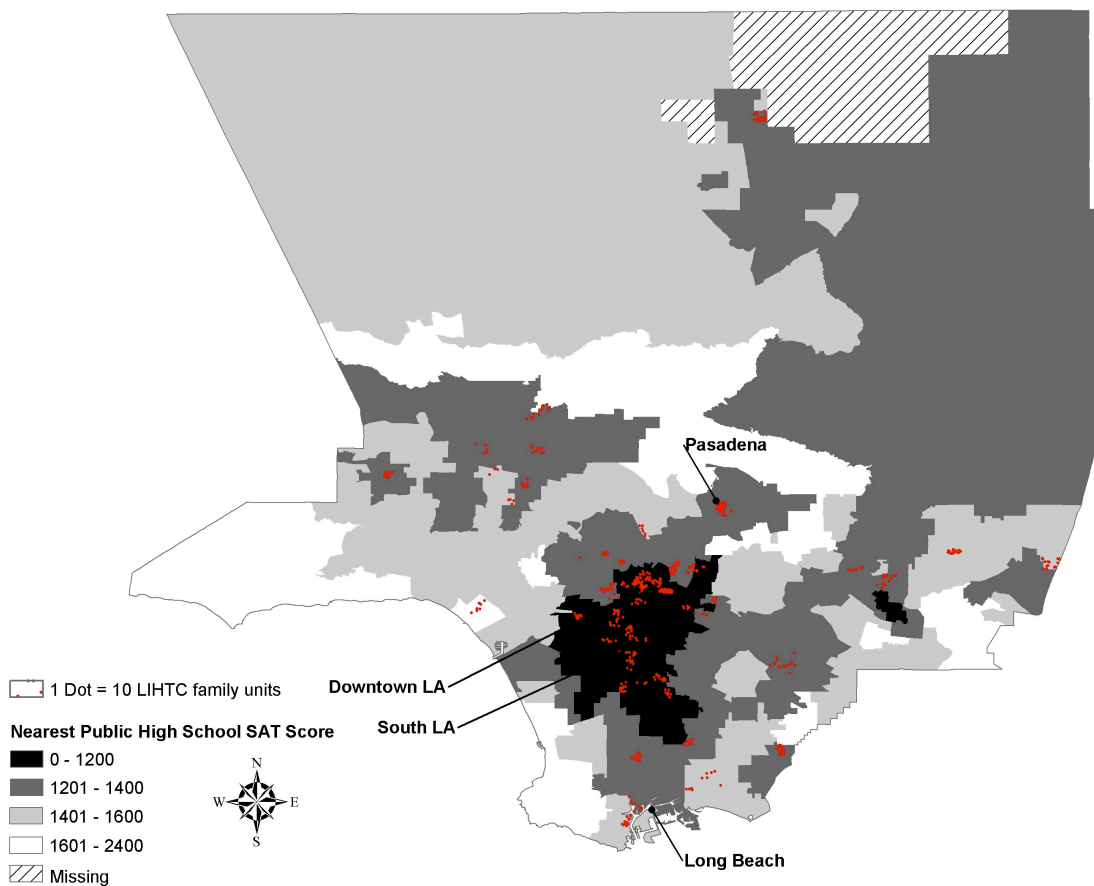 Pasadena
Downtown LA
South LA
Long Beach
1 Dot = 10 LIHTC family units
Nearest Public High School SAT Score
0 - 1200
1201 - 1400
1401 - 1600
1601 - 2400
Missing
N
W E
S